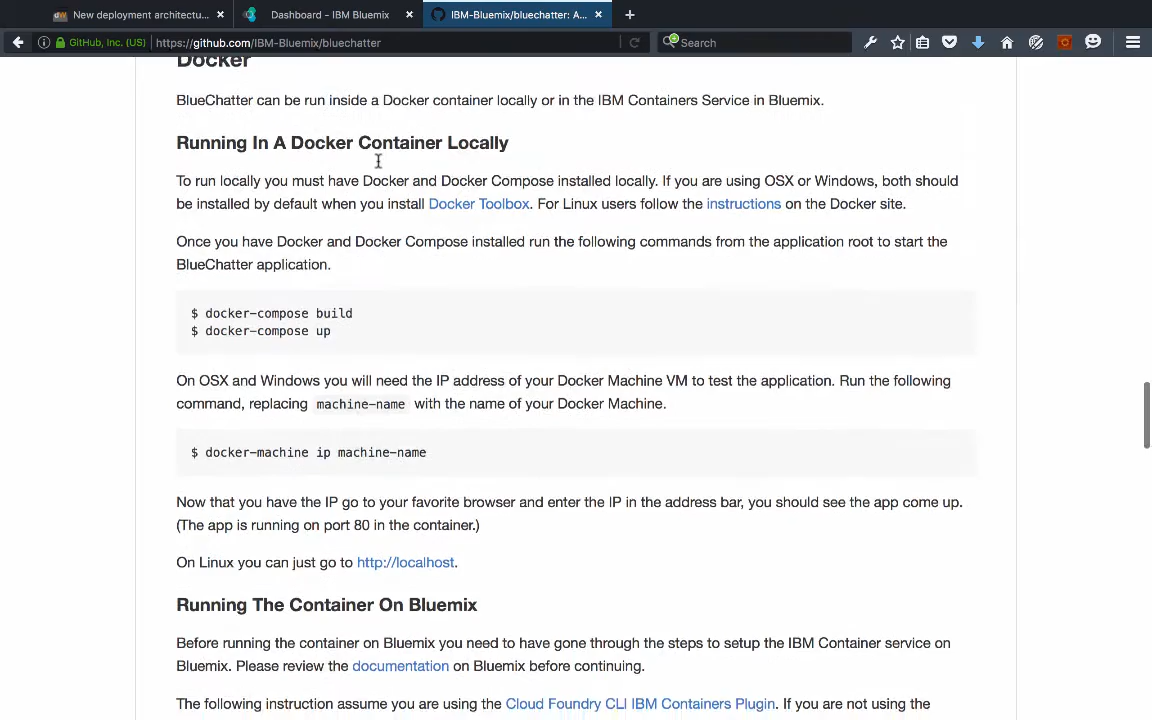 New deployment architectu...
Dashboard - IBM Bluemix
IBM-Bluemix/bluechatter: A...
GitHub, Inc. (US)
https://github.com/IBM-Bluemix/bluechatter
Search
Docker
BlueChatter can be run inside a Docker container locally or in the IBM Containers Service in Bluemix.
Running In A Docker Container Locally
To run locally you must have Docker and Docker Compose installed locally. If you are using OSX or Windows, both should
be installed by default when you install Docker Toolbox. For Linux users follow the instructions on the Docker site.
Once you have Docker and Docker Compose installed run the following commands from the application root to start the
BlueChatter application.
$ docker-compose build
$ docker-compose up
On OSX and Windows you will need the IP address of your Docker Machine VM to test the application. Run the following
command, replacing machine-name with the name of your Docker Machine.
$ docker-machine ip machine-name
Now that you have the IP go to your favorite browser and enter the IP in the address bar, you should see the app come up.
(The app is running on port 80 in the container.)
On Linux you can just go to http://localhost.
Running The Container On Bluemix
Before running the container on Bluemix you need to have gone through the steps to setup the IBM Container service on
Bluemix. Please review the documentation on Bluemix before continuing.
The following instruction assume you are using the Cloud Foundry CLI IBM Containers Plugin. If you are not using the